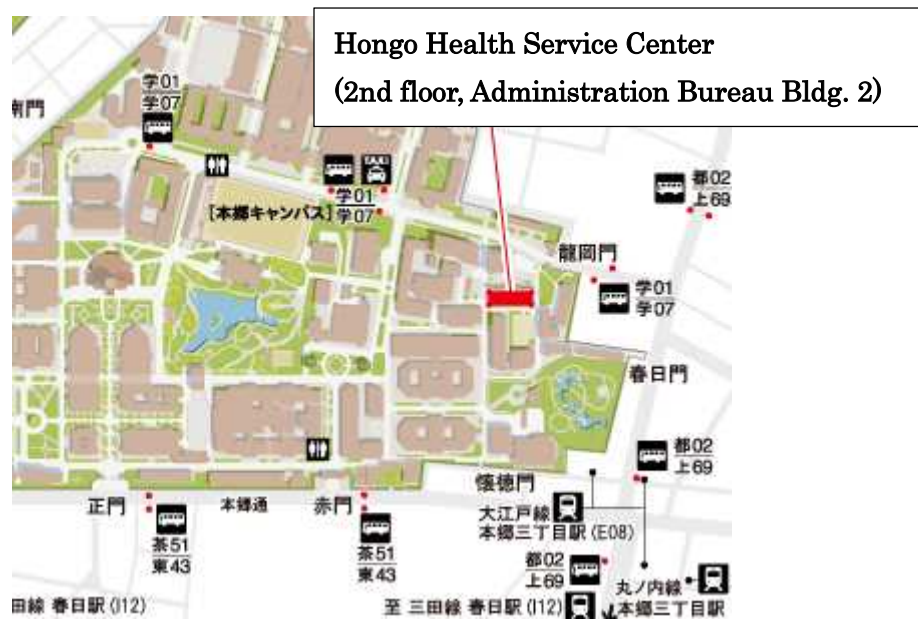 Hongo Health Service Center
(2nd floor, Administration Bureau Bldg. 2)
学01
学07
南門
TAXI
学01
学07
[本郷キャンパス]
都02
上69
龍岡門
学01
学07
春日門
都02
上69
懐徳門
正門
本郷通
赤門
大江戸線
本郷三丁目駅(E08)
茶51
東43
茶51
東43
都02
上69
丸ノ内線
本郷三丁目駅
田線 春日駅(I12)
至 三田線 春日駅(I12)